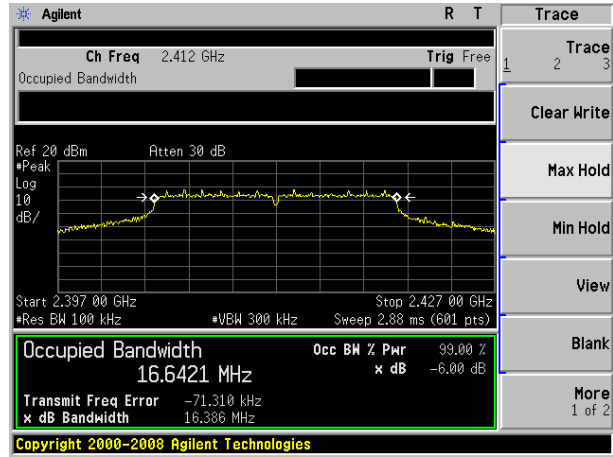 Agilent R T Trace
Ch Freq 2.412 GHz Trig Free
Occupied Bandwidth
Trace
1 2 3
Clear Write
Max Hold
Min Hold
View
Blank
More
1 of 2
Ref 20 dBm Atten 30 dB
#Peak
Log
10
dB/
Start 2.397 00 GHz Stop 2.427 00 GHz
#Res BW 100 kHz #VBW 300 kHz Sweep 2.88 ms (601 pts)
Occupied Bandwidth Occ BW % Pwr 99.00 %
16.6421 MHz x dB -6.00 dB
Transmit Freq Error -71.310 kHz
x dB Bandwidth 16.386 MHz
Copyright 2000-2008 Agilent Technologies